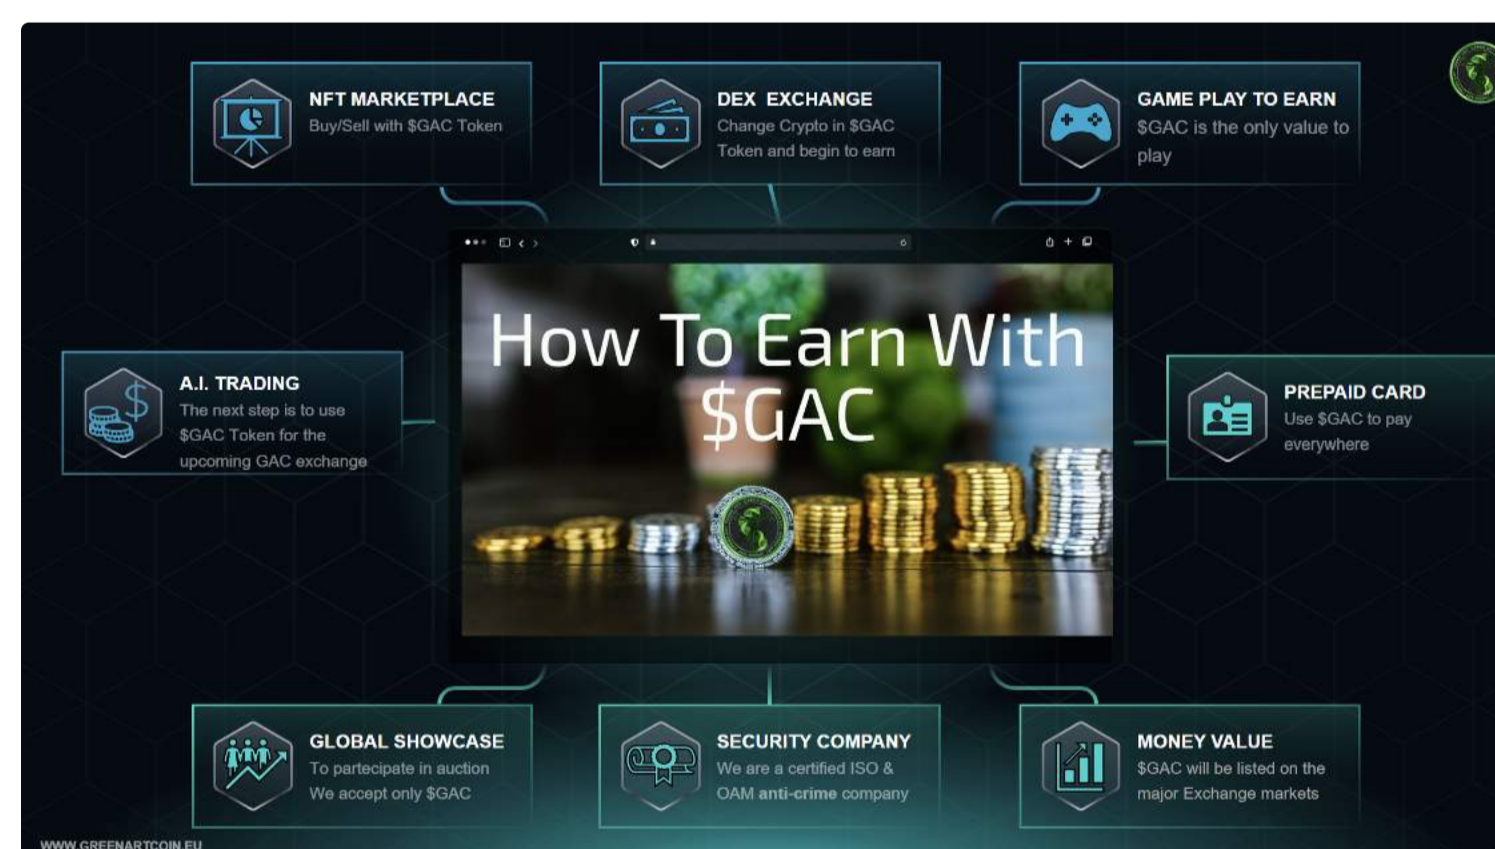 NFT MARKETPLACE
Buy/Sell with $GAC Token
DEX EXCHANGE
Change Crypto in $GAC
Token and begin to earn
GAME PLAY TO EARN
$GAC is the only value to
play
How To Earn With
$GAC
A.I. TRADING
The next step is to use
$GAC Token for the
upcoming GAC exchange
PREPAID CARD
Use $GAC to pay
everywhere
GLOBAL SHOWCASE
To partecipate in auction
We accept only $GAC
SECURITY COMPANY
We are a certified ISO &
OAM anti-crime company
MONEY VALUE
$GAC will be listed on the
major Exchange markets
WWW.GREENARTCOIN.EU